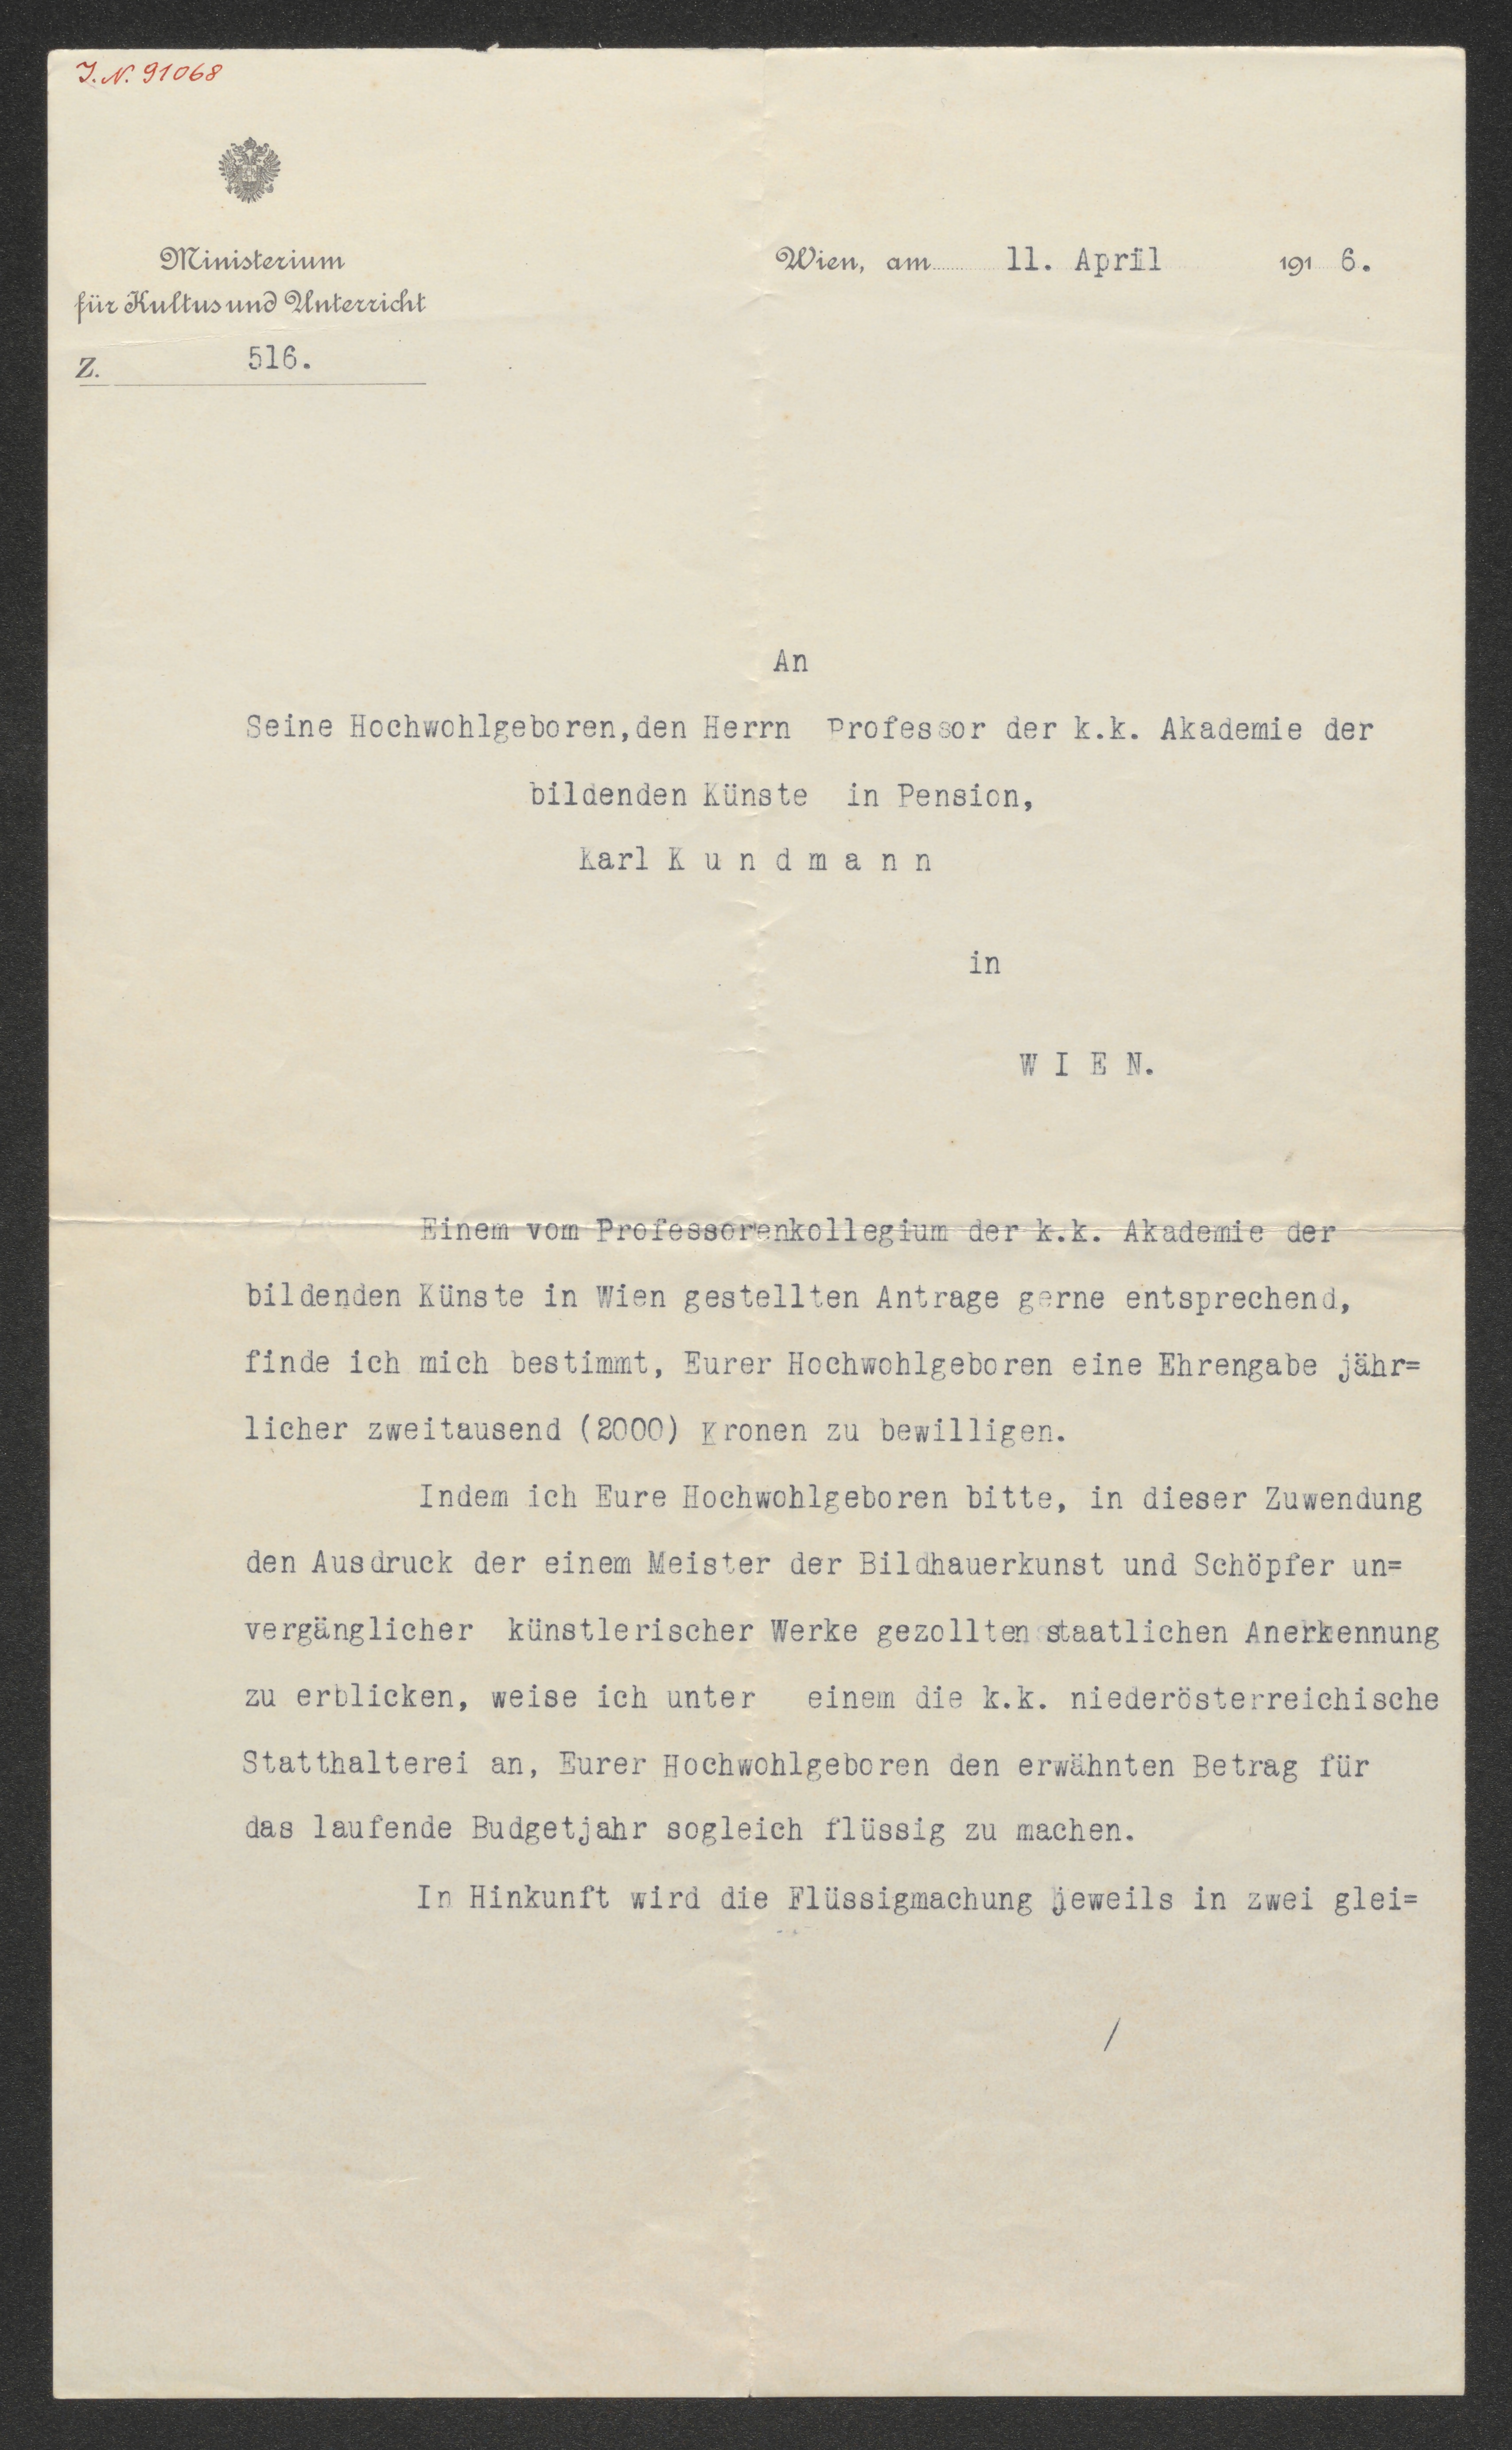 J.N. 91068
Ministerium
für Kultus und Unterricht
Z. 516.
Wien, am 11. April 191 6.
An
Seine Hochwohlgeboren,den Herrn Professor der k.k. Akademie der
bildenden Künste in Pension,
Karl K u n d m a n n
in
W I E N.
Einem vom Professorenkollegium der k.k. Akademie der
bildenden Künste in Wien gestellten Antrage gerne entsprechend,
finde ich mich bestimmt, Eurer Hochwohlgeboren eine Ehrengabe jähr=
licher zweitausend (2000) Kronen zu bewilligen.
Indem ich Eure Hochwohlgeboren bitte, in dieser Zuwendung
den Ausdruck der einem Meister der Bildhauerkunst und Schöpfer un=
vergänglicher künstlerischer Werke gezollten staatlichen Anerkennung
zu erblicken, weise ich unter einem die k.k. niederösterreichische
Statthalterei an, Eurer Hochwohlgeboren den erwähnten Betrag für
das laufende Budgetjahr sogleich flüssig zu machen.
In Hinkunft wird die Flüssigmachung jeweils in zwei glei=
/